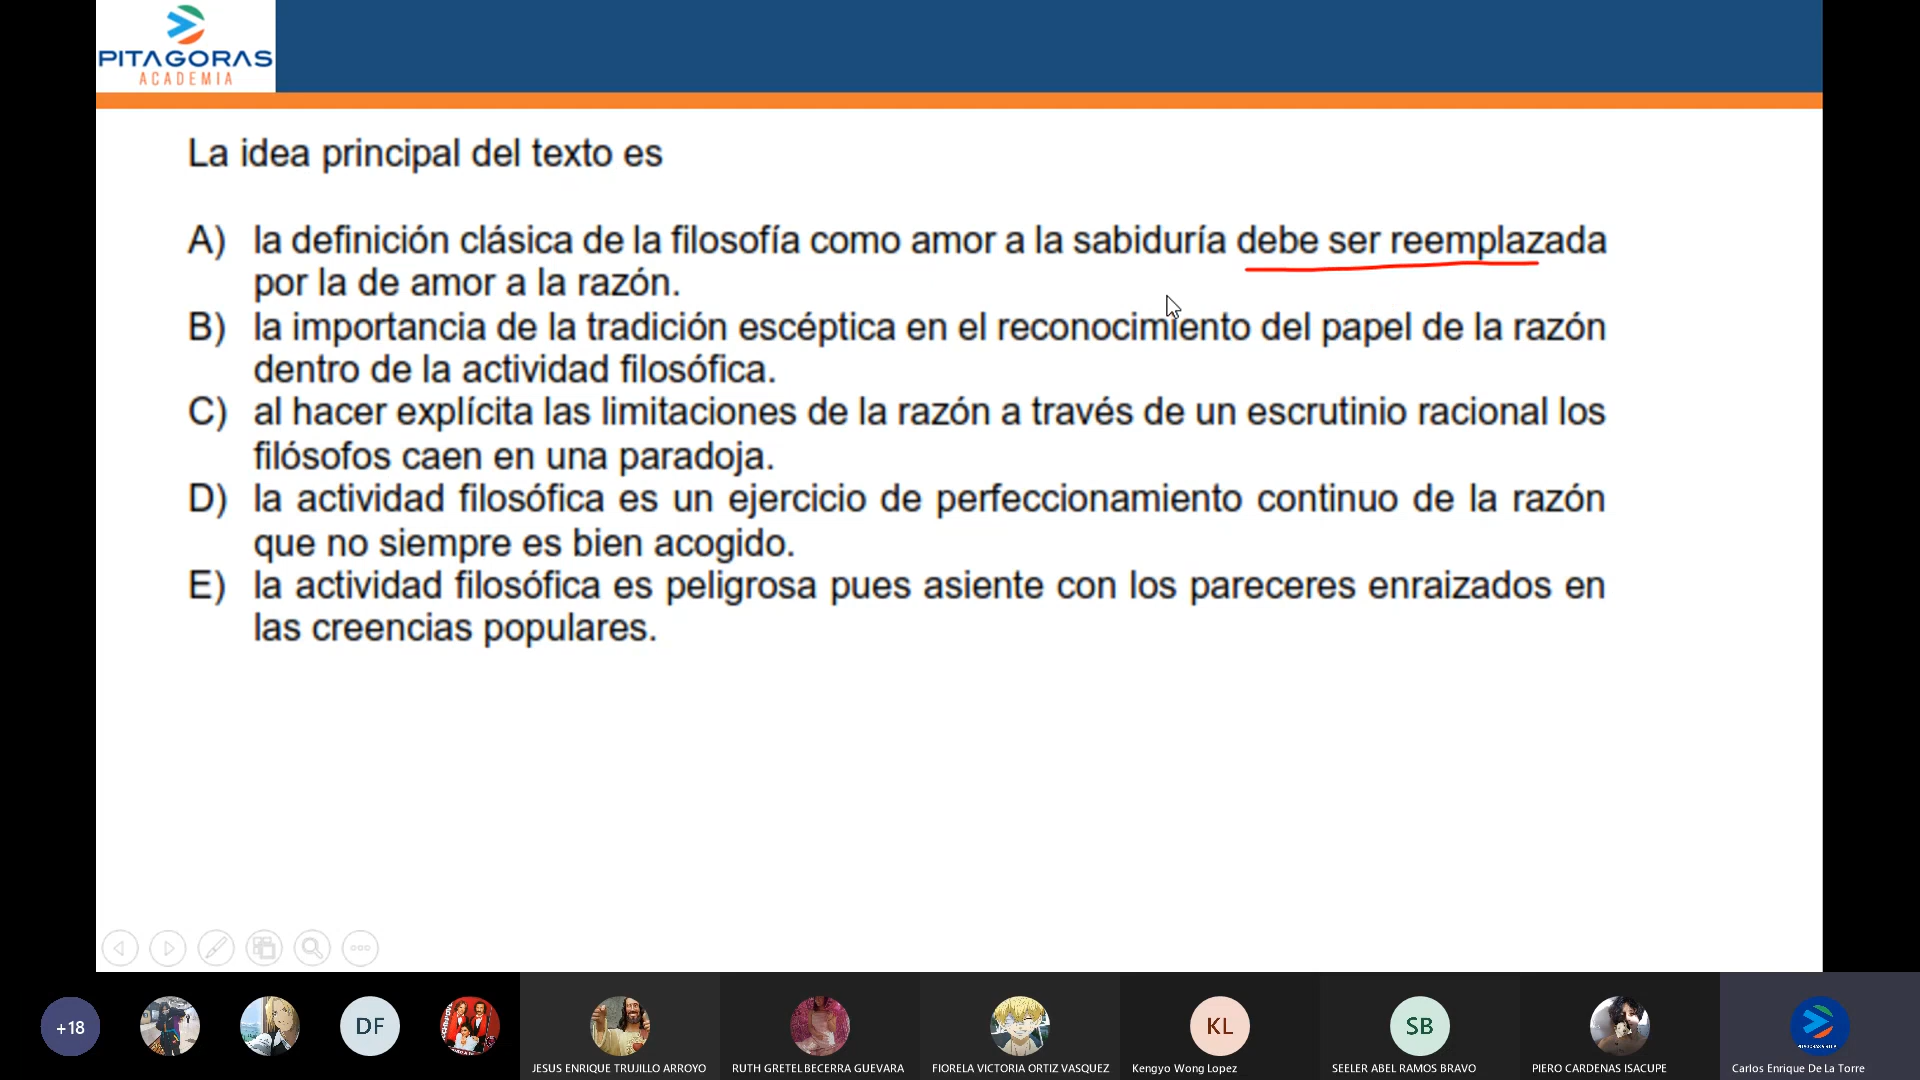 PITAGORAS
ACADEMIA
La idea principal del texto es
A) la definición clásica de la filosofía como amor a la sabiduría debe ser reemplazada
por la de amor a la razón.
B) la importancia de la tradición escéptica en el reconocimiento del papel de la razón
dentro de la actividad filosófica.
C) al hacer explícita las limitaciones de la razón a través de un escrutinio racional los
filósofos caen en una paradoja.
D) la actividad filosófica es un ejercicio de perfeccionamiento continuo de la razón
que no siempre es bien acogido.
E) la actividad filosófica es peligrosa pues asiente con los pareceres enraizados en
las creencias populares.
+18
DF
KL
SB
JESUS ENRIQUE TRUJILLO ARROYO
RUTH GRETEL BECERRA GUEVARA
FIORELA VICTORIA ORTIZ VASQUEZ
Kengyo Wong Lopez
SEELER ABEL RAMOS BRAVO
PIERO CARDENAS ISACUPE
Carlos Enrique De La Torre